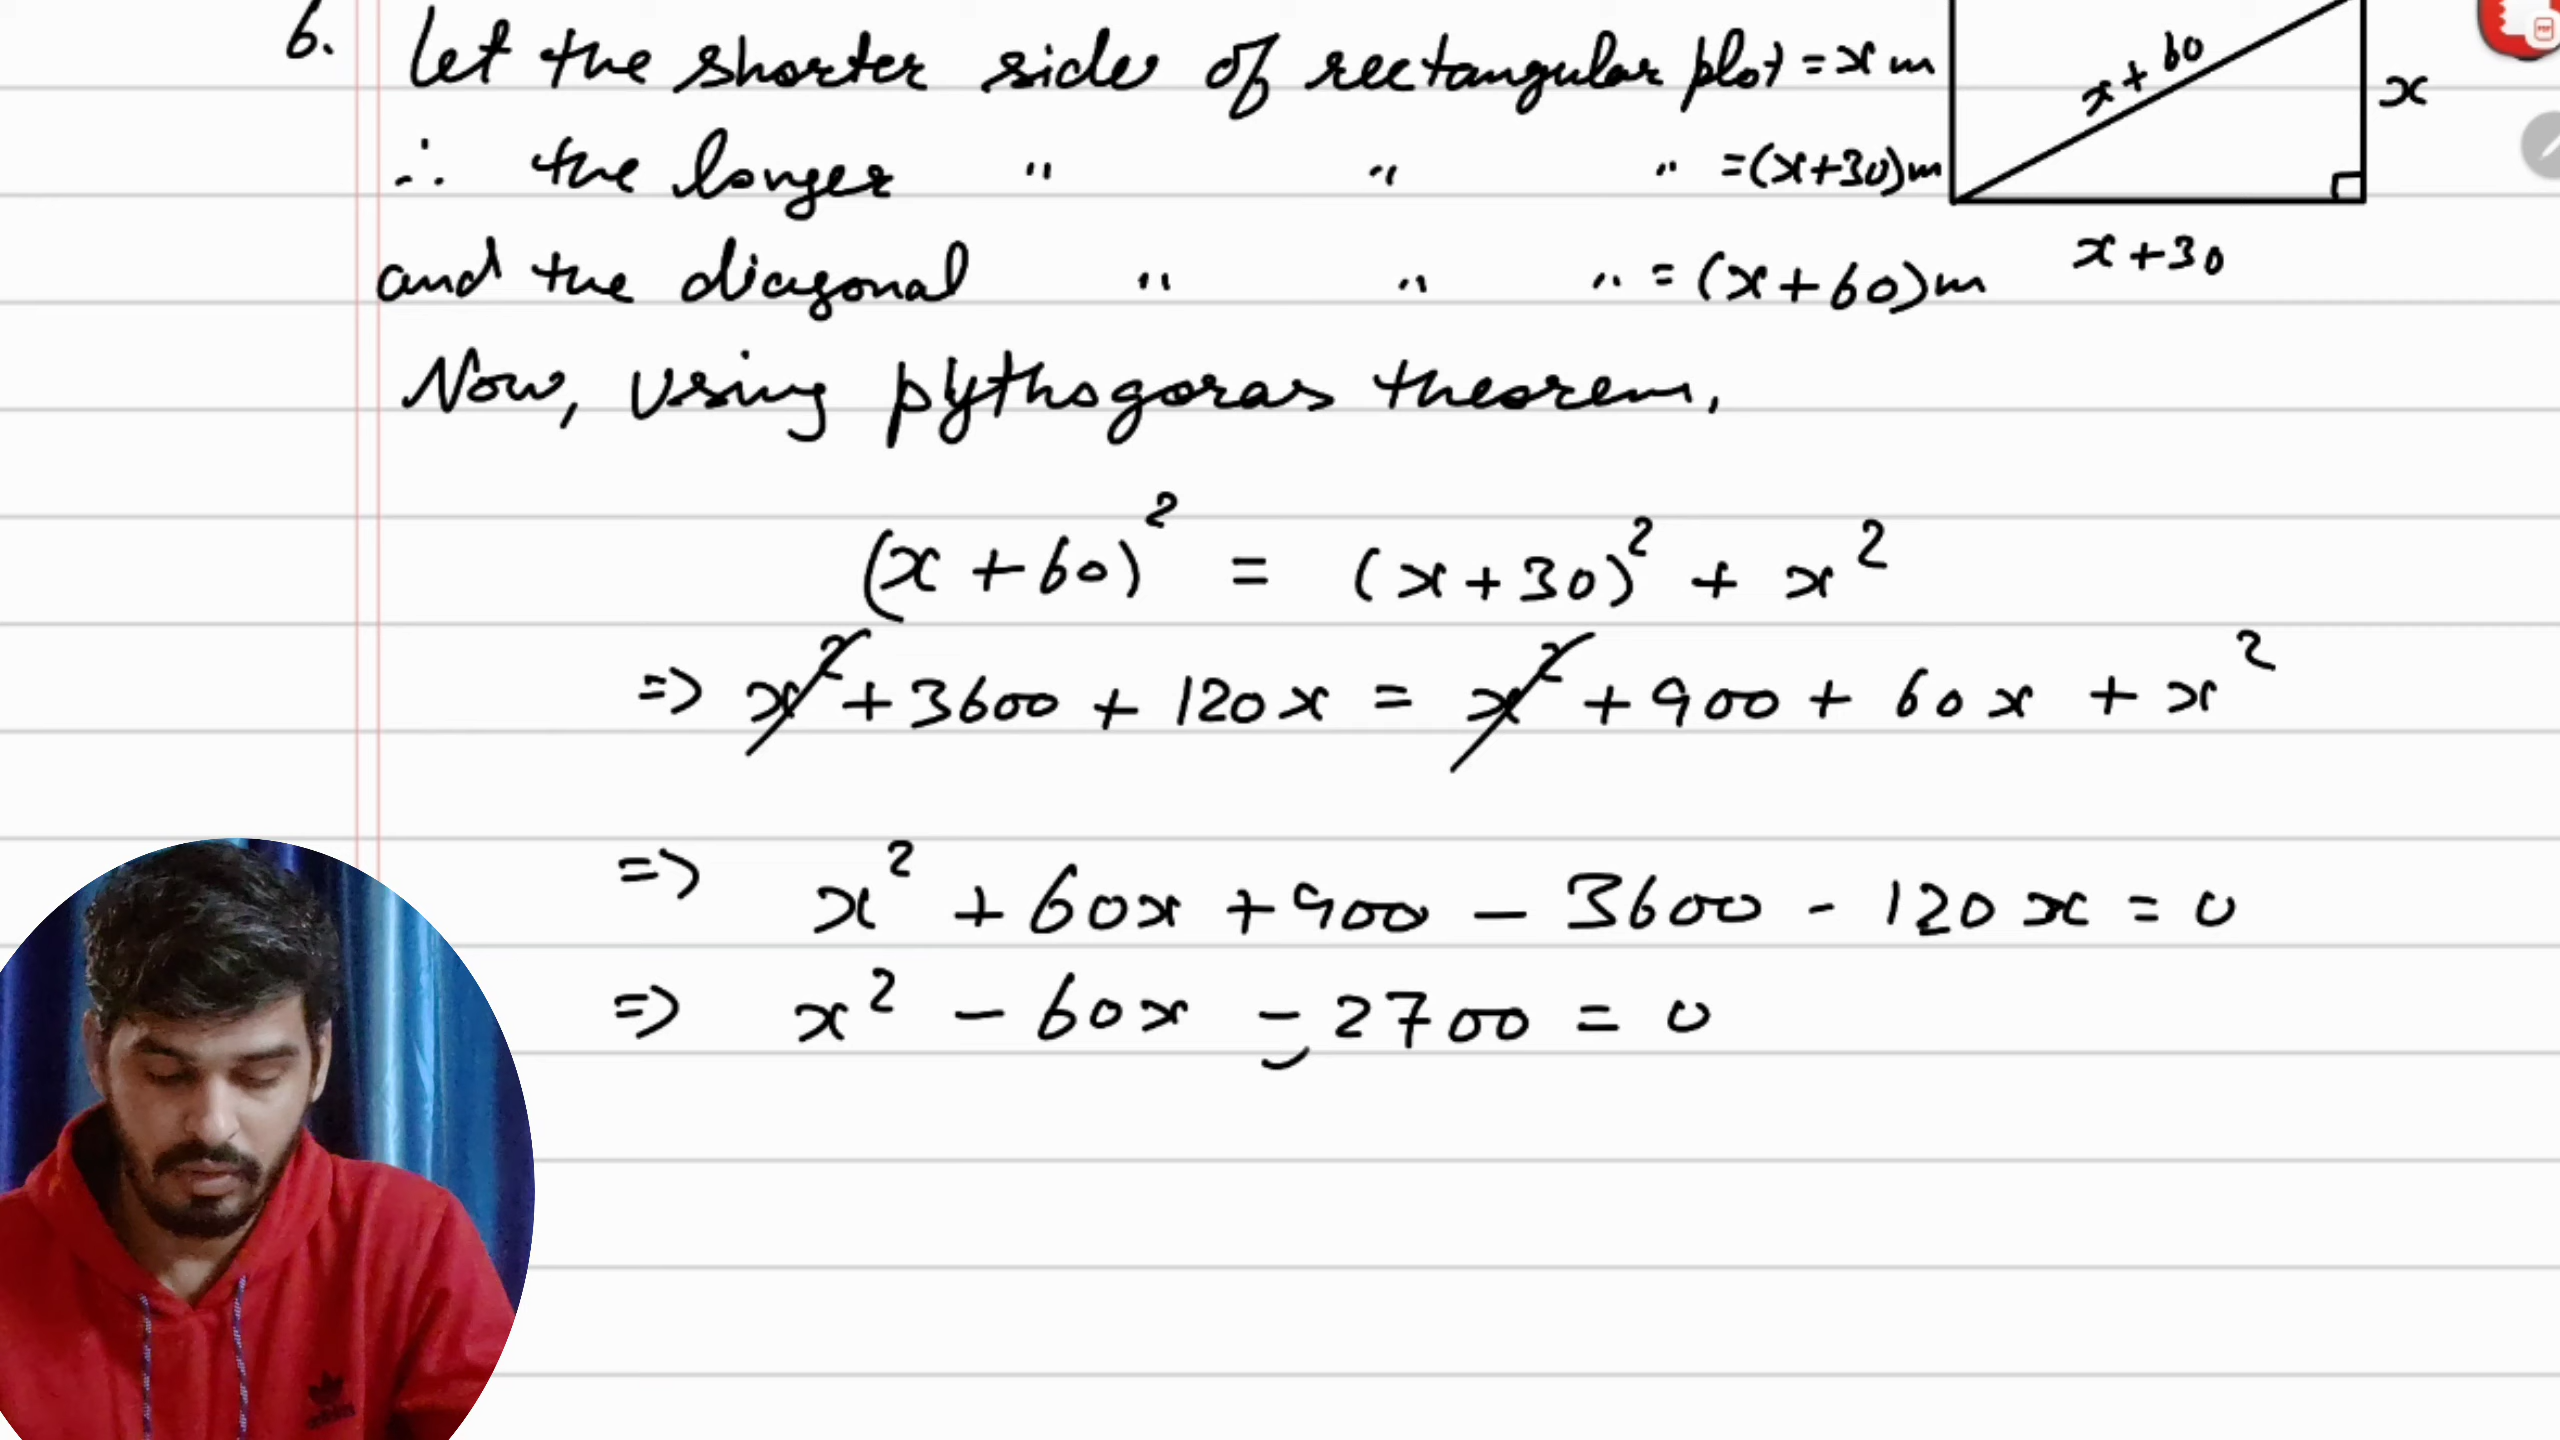 6. Let the shorter side of rectangular plot = x m
∴ the longer " " " = (x+30)m
and the diagonal " " " = (x+60)m
Now, using pythogoras theorem,
(x+60)² = (x+30)² + x²
=> x² + 3600 + 120x = x² + 900 + 60x + x²
=> x² + 60x + 900 – 3600 - 120x = 0
=> x² – 60x – 2700 = 0
x + 60
x
x + 30